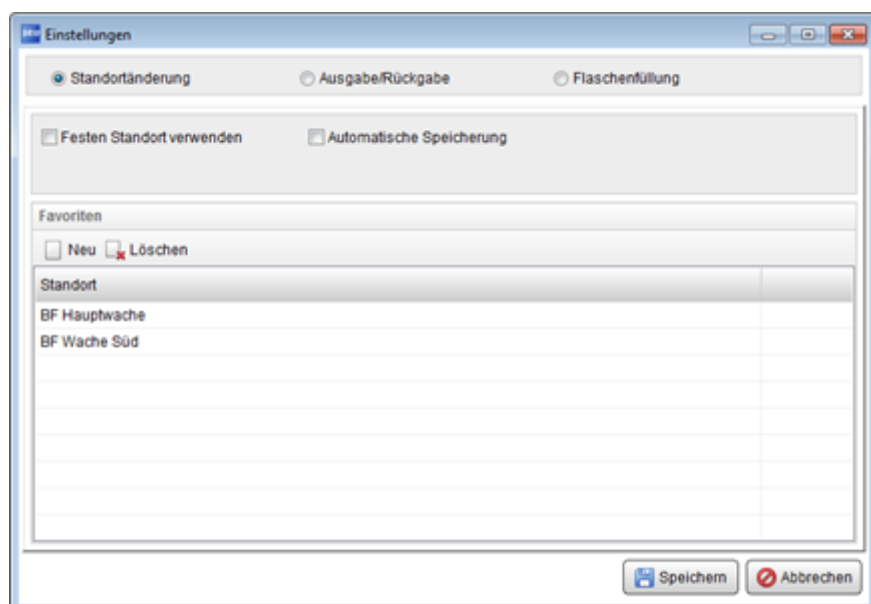 Einstellungen
Standortänderung Ausgabe/Rückgabe Flaschenfüllung
Festen Standort verwenden Automatische Speicherung
Favoriten
Neu Löschen
Standort
BF Hauptwache
BF Wache Süd
Speichern Abbrechen